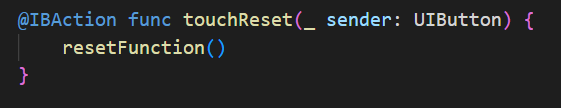 @IBAction func touchReset(_ sender: UIButton) {
    resetFunction()
}